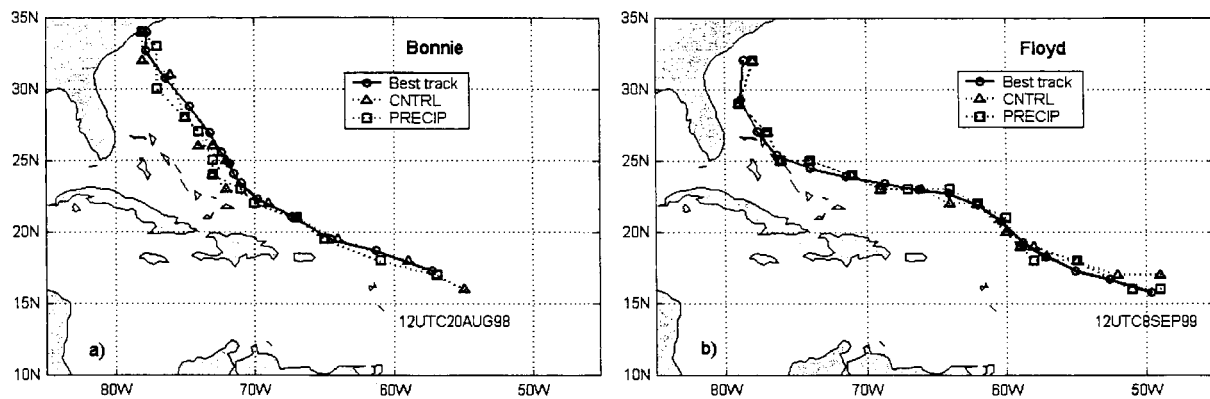 35N
30N
25N
20N
15N
10N
80W
70W
60W
50W
Bonnie
Best track
CNTRL
PRECIP
12UTC20AUG98
a)
35N
30N
25N
20N
15N
10N
80W
70W
60W
50W
Floyd
Best track
CNTRL
PRECIP
12UTC8SEP99
b)